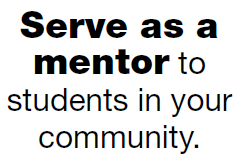 Serve as a
mentor to
students in your
community.